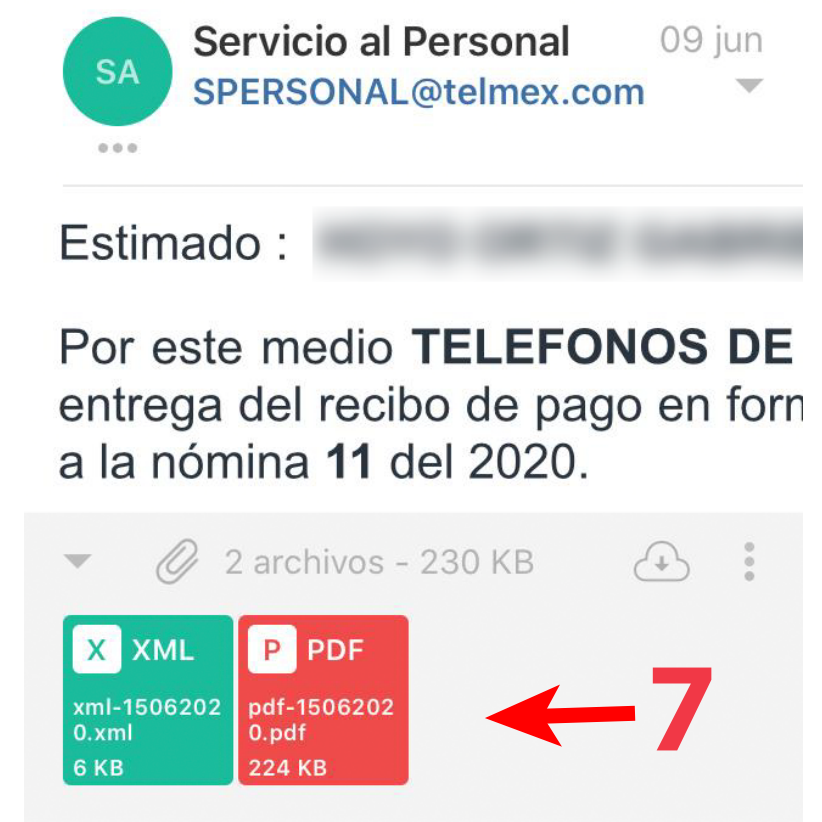 SA
Servicio al Personal
09 jun
SPERSONAL@telmex.com
Estimado :
Por este medio TELEFONOS DE
entrega del recibo de pago en
a la nómina 11 del 2020.
2 archivos - 230 KB
X XML
xml-1506202
0.xml
6 KB
P PDF
pdf-1506202
0.pdf
224 KB
7